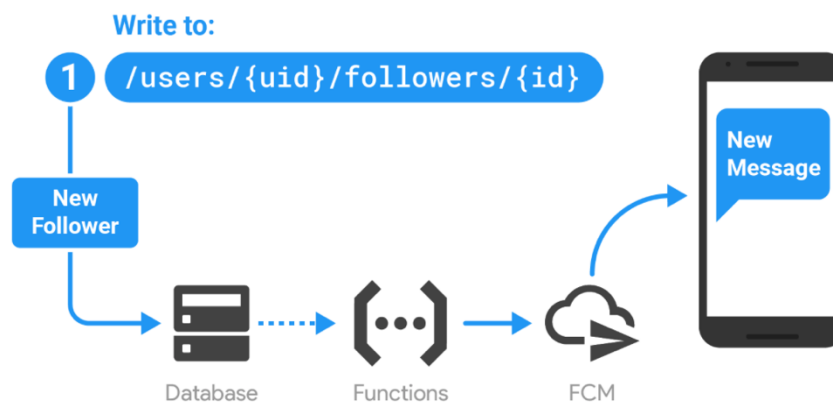 Write to:
1 /users/{uid}/followers/{id}
New
Follower
New
Message
Database
Functions
FCM